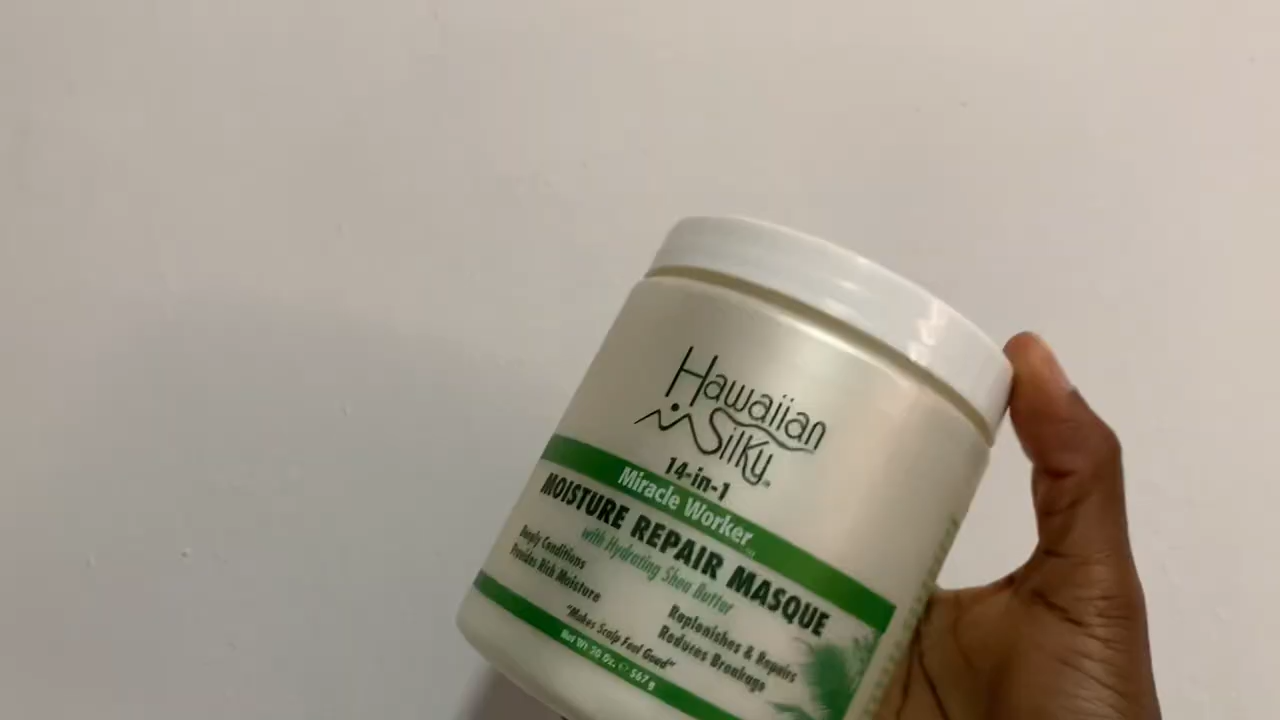 Hawaiian
Silky
14-in-1
Miracle Worker
MOISTURE REPAIR MASQUE
with Hydrating Shea Butter
Deeply Conditions
Provides Rich Moisture
Replenishes & Repairs
Reduces Breakage
"Makes Scalp Feel Good"
Net Wt 20 Oz. 567 g